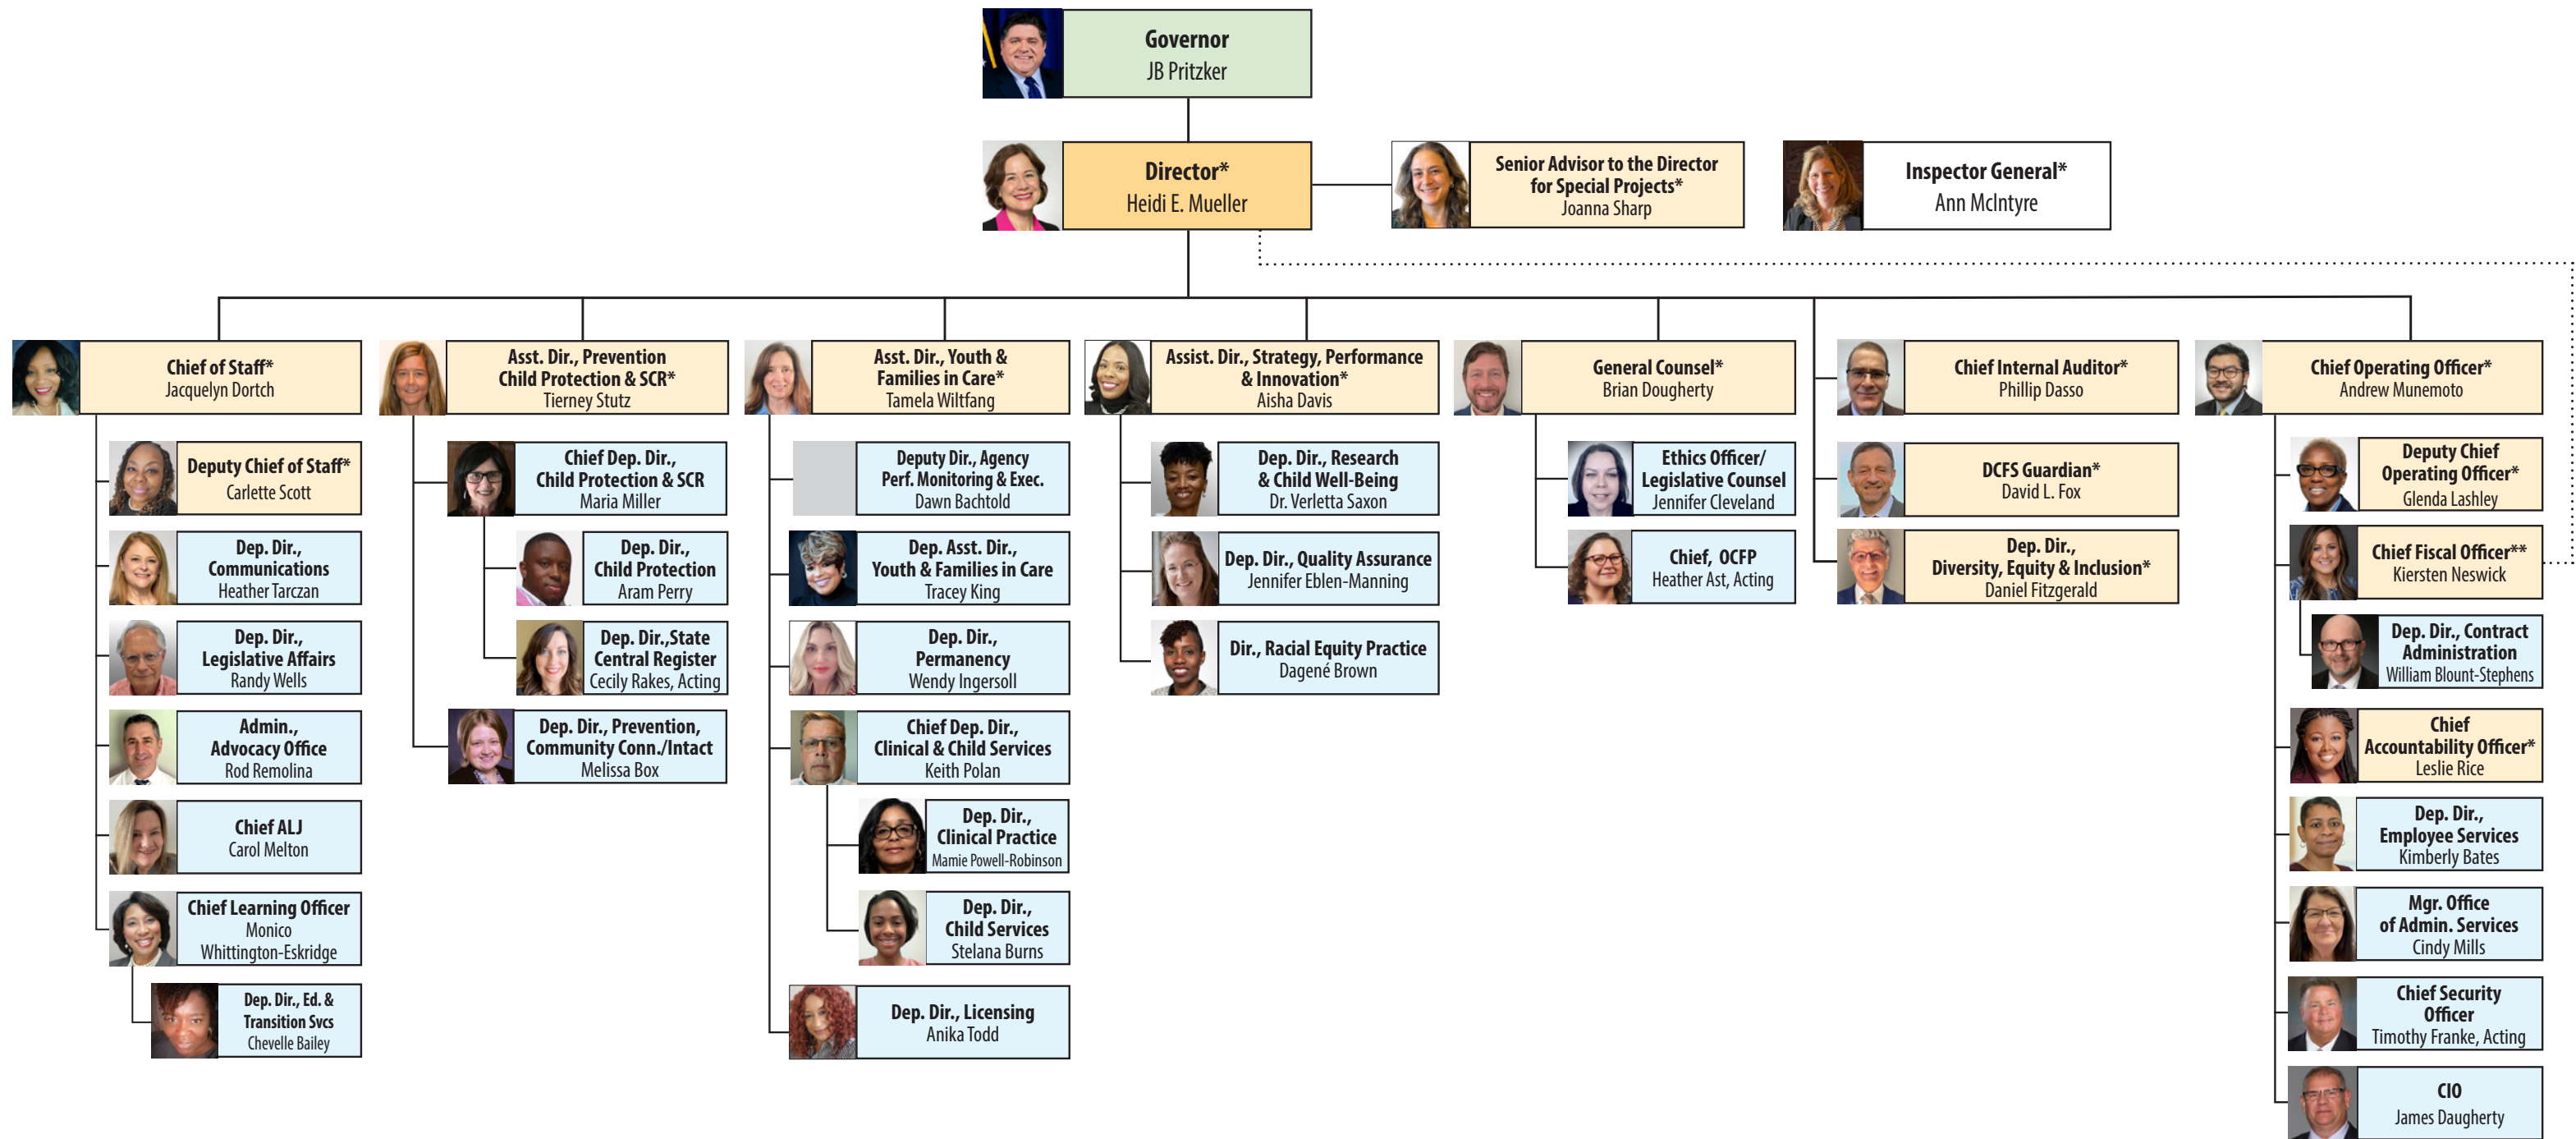 Governor
JB Pritzker
Director*
Heidi E. Mueller
Senior Advisor to the Director
for Special Projects*
Joanna Sharp
Inspector General*
Ann McIntyre
Chief of Staff*
Jacquelyn Dortch
Deputy Chief of Staff*
Carlette Scott
Dep. Dir.,
Communications
Heather Tarczan
Dep. Dir.,
Legislative Affairs
Randy Wells
Admin.,
Advocacy Office
Rod Remolina
Chief ALJ
Carol Melton
Chief Learning Officer
Monico
Whittington-Eskridge
Dep. Dir., Ed. &
Transition Svcs
Chevelle Bailey
Asst. Dir., Prevention
Child Protection & SCR*
Tierney Stutz
Chief Dep. Dir.,
Child Protection & SCR
Maria Miller
Dep. Dir.,
Child Protection
Aram Perry
Dep. Dir.,State
Central Register
Cecily Rakes, Acting
Dep. Dir., Prevention,
Community Conn./Intact
Melissa Box
Asst. Dir., Youth &
Families in Care*
Tamela Wiltfang
Deputy Dir., Agency
Perf. Monitoring & Exec.
Dawn Bachtold
Dep. Asst. Dir.,
Youth & Families in Care
Tracey King
Dep. Dir.,
Permanency
Wendy Ingersoll
Chief Dep. Dir.,
Clinical & Child Services
Keith Polan
Dep. Dir.,
Clinical Practice
Mamie Powell-Robinson
Dep. Dir.,
Child Services
Stelana Burns
Dep. Dir., Licensing
Anika Todd
Assist. Dir., Strategy, Performance
& Innovation*
Aisha Davis
Dep. Dir., Research
& Child Well-Being
Dr. Verletta Saxon
Dep. Dir., Quality Assurance
Jennifer Eblen-Manning
Dir., Racial Equity Practice
Dagené Brown
General Counsel*
Brian Dougherty
Ethics Officer/
Legislative Counsel
Jennifer Cleveland
Chief, OCFP
Heather Ast, Acting
Chief Internal Auditor*
Phillip Dasso
DCFS Guardian*
David L. Fox
Dep. Dir.,
Diversity, Equity & Inclusion*
Daniel Fitzgerald
Chief Operating Officer*
Andrew Munemoto
Deputy Chief
Operating Officer*
Glenda Lashley
Chief Fiscal Officer**
Kiersten Neswick
Dep. Dir., Contract
Administration
William Blount-Stephens
Chief
Accountability Officer*
Leslie Rice
Dep. Dir.,
Employee Services
Kimberly Bates
Mgr. Office
of Admin. Services
Cindy Mills
Chief Security
Officer
Timothy Franke, Acting
CIO
James Daugherty